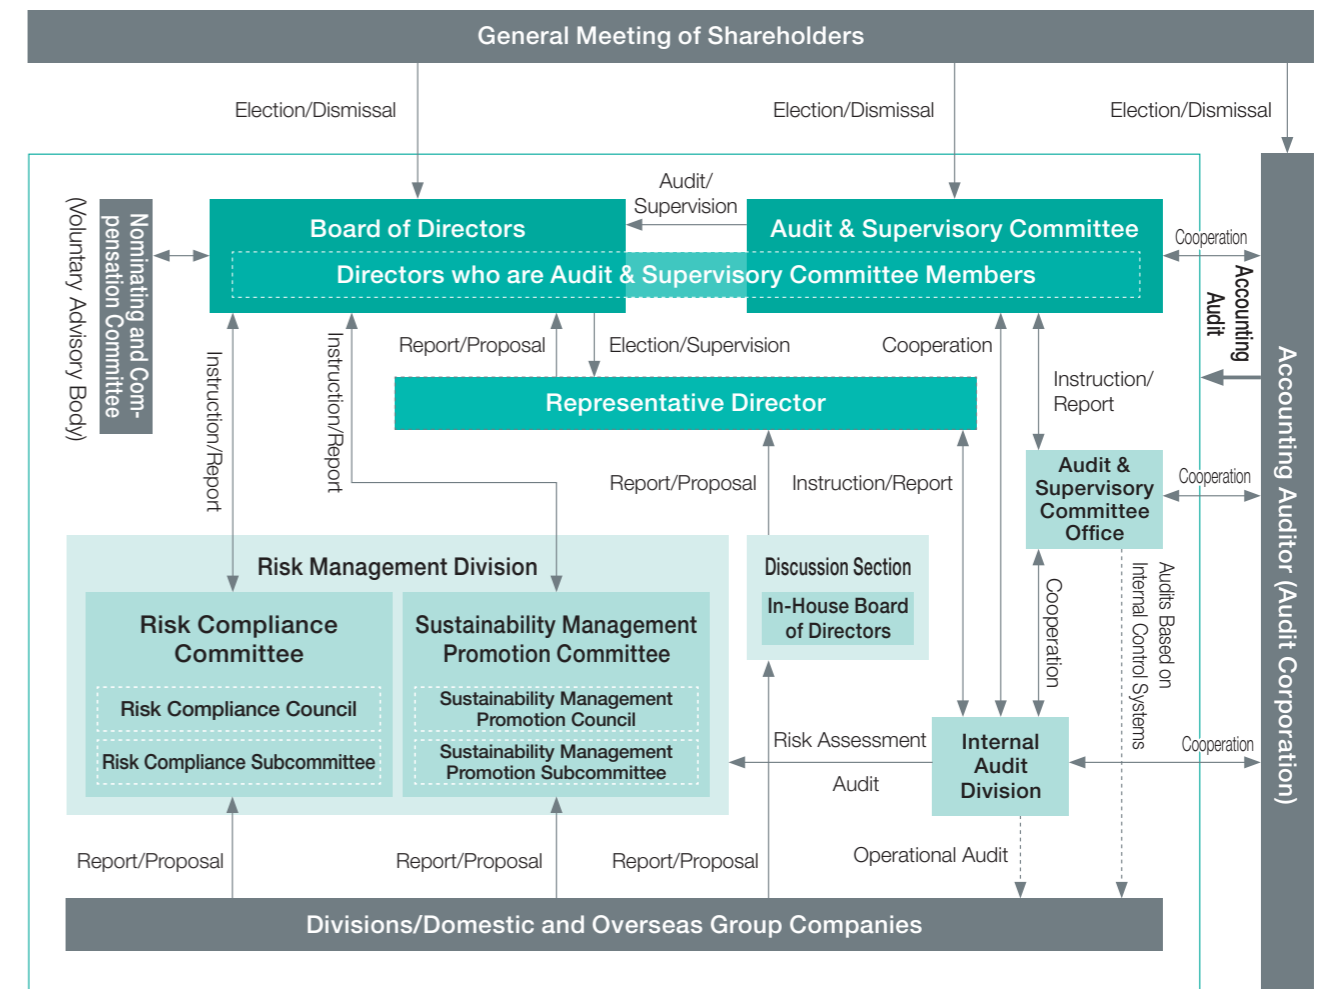 General Meeting of Shareholders
Election/Dismissal
Election/Dismissal
Election/Dismissal
Audit/
Supervision
Board of Directors
Audit & Supervisory Committee
Directors who are Audit & Supervisory Committee Members
Cooperation
Accounting
Audit
Nominating and Com-
pensation Committee
(Voluntary Advisory Body)
Instruction/Report
Instruction/Report
Report/Proposal
Election/Supervision
Cooperation
Instruction/
Report
Representative Director
Report/Proposal
Instruction/Report
Audit &
Supervisory
Committee
Office
Cooperation
Accounting Auditor (Audit Corporation)
Risk Management Division
Risk Compliance
Committee
Risk Compliance Council
Risk Compliance Subcommittee
Sustainability Management
Promotion Committee
Sustainability Management
Promotion Council
Sustainability Management
Promotion Subcommittee
Discussion Section
In-House Board
of Directors
Cooperation
Audits Based on
Internal Control Systems
Risk Assessment
Audit
Internal
Audit
Division
Cooperation
Report/Proposal
Report/Proposal
Report/Proposal
Operational Audit
Divisions/Domestic and Overseas Group Companies